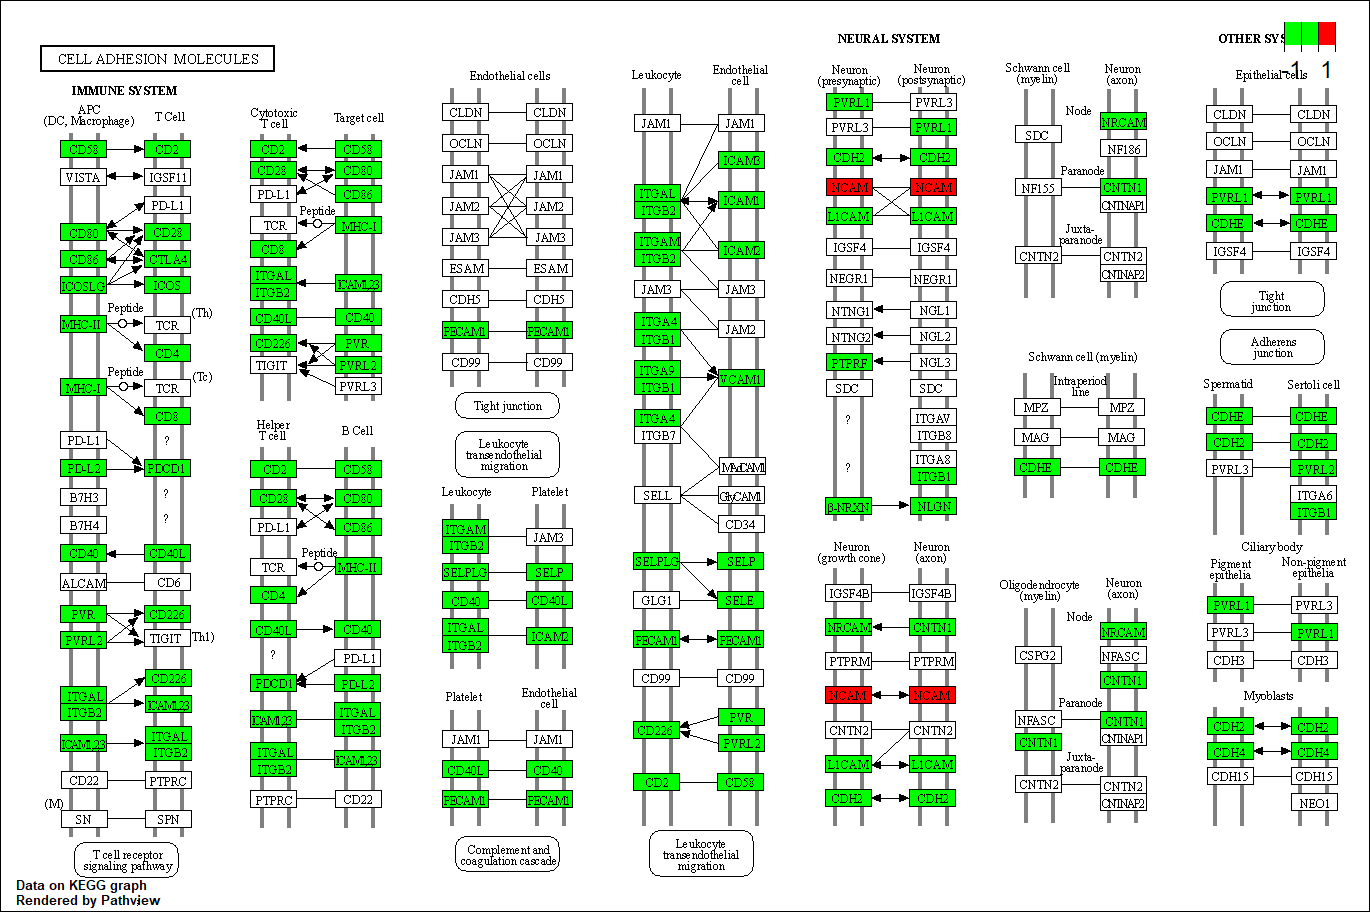 CELL ADHESION MOLECULES
IMMUNE SYSTEM
APC
(DC, Macrophage)
T Cell
CD58
CD2
VISTA
IGSF11
PD-L1
CD80
CD28
CD86
CTLA4
ICOSLG
ICOS
Peptide
MHC-II
TCR
(Th)
CD4
Peptide
MHC-I
TCR
(Tc)
CD8
PD-L1
?
PD-L2
PDCD1
B7H3
?
B7H4
?
CD40
CD40L
ALCAM
CD6
PVR
CD226
PVRL2
TIGIT
Th1)
CD226
ITGAL
ITGB2
ICAM1,2,3
ICAM1,2,3
ITGAL
ITGB2
CD22
PTPRC
(M)
SN
SPN
T cell receptor
signaling pathway
Cytotoxic
T cell
Target cell
CD2
CD58
CD28
CD80
PD-L1
CD86
Peptide
TCR
MHC-I
CD8
ITGAL
ITGB2
ICAM1,2,3
CD40L
CD40
CD226
PVR
TIGIT
PVRL2
PVRL3
Helper
T cell
B Cell
CD2
CD58
CD28
CD80
PD-L1
CD86
Peptide
TCR
MHC-II
CD4
CD40L
CD40
?
PD-L1
PDCD1
PD-L2
ICAM1,2,3
ITGAL
ITGB2
ITGAL
ITGB2
ICAM1,2,3
PTPRC
CD22
Endothelial cells
CLDN
CLDN
OCLN
OCLN
JAM1
JAM1
JAM2
JAM2
JAM3
JAM3
ESAM
ESAM
CDH5
CDH5
PECAM1
PECAM1
CD99
CD99
Tight junction
Leukocyte
transendothelial
migration
Leukocyte
Platelet
ITGAM
ITGB2
JAM3
SELPLG
SELP
CD40
CD40L
ITGAL
ITGB2
ICAM2
Platelet
Endothelial
cell
JAM1
JAM1
CD40L
CD40
PECAM1
PECAM1
Complement and
coagulation cascade
Leukocyte
Endothelial
cell
JAM1
JAM1
ICAM3
ITGAL
ITGB2
ICAM1
ITGAM
ITGB2
ICAM2
JAM3
JAM3
ITGA4
ITGB1
JAM2
ITGA9
ITGB1
VCAM1
ITGA4
ITGB7
MAdCAM1
SELL
GlyCAM1
CD34
SELPLG
SELP
GLG1
SELE
PECAM1
PECAM1
CD99
CD99
CD226
PVR
PVRL2
CD2
CD58
Leukocyte
transendothelial
migration
NEURAL SYSTEM
Neuron
(presynaptic)
Neuron
(postsynaptic)
PVRL1
PVRL3
PVRL3
PVRL1
CDH2
CDH2
NCAM
NCAM
L1CAM
L1CAM
IGSF4
IGSF4
NEGR1
NEGR1
NTNG1
NGL1
NTNG2
NGL2
PTPRF
NGL3
SDC
SDC
?
ITGAV
ITGB8
?
ITGA8
ITGB1
β-NRXN
NLGN
Neuron
(growth cone)
Neuron
(axon)
IGSF4B
IGSF4B
NRCAM
CNTN1
PTPRM
PTPRM
NCAM
NCAM
CNTN2
CNTN2
L1CAM
L1CAM
CDH2
CDH2
Schwann cell
(myelin)
Neuron
(axon)
Node
NRCAM
SDC
NF186
Paranode
NF155
CNTN1
CNTNAP1
Juxta-
paranode
CNTN2
CNTN2
CNTNAP2
Schwann cell (myelin)
Intraperiod
line
MPZ
MPZ
MAG
MAG
CDHE
CDHE
Oligodendrocyte
(myelin)
Neuron
(axon)
Node
NRCAM
CSPG2
NFASC
CNTN1
Paranode
NFASC
CNTN1
CNTN1
CNTNAP1
Juxta-
paranode
CNTN2
CNTN2
CNTNAP2
OTHER SYS
-1
1
Epithelial cells
CLDN
CLDN
OCLN
OCLN
JAM1
JAM1
PVRL1
PVRL1
CDHE
CDHE
IGSF4
IGSF4
Tight
junction
Adherens
junction
Spermatid
Sertoli cell
CDHE
CDHE
CDH2
CDH2
PVRL3
PVRL2
ITGA6
ITGB1
Ciliary body
Pigment
epithelia
Non-pigment
epithelia
PVRL1
PVRL3
PVRL3
PVRL1
CDH3
CDH3
Myoblasts
CDH2
CDH2
CDH4
CDH4
CDH15
CDH15
NEO1
Data on KEGG graph
Rendered by Pathview